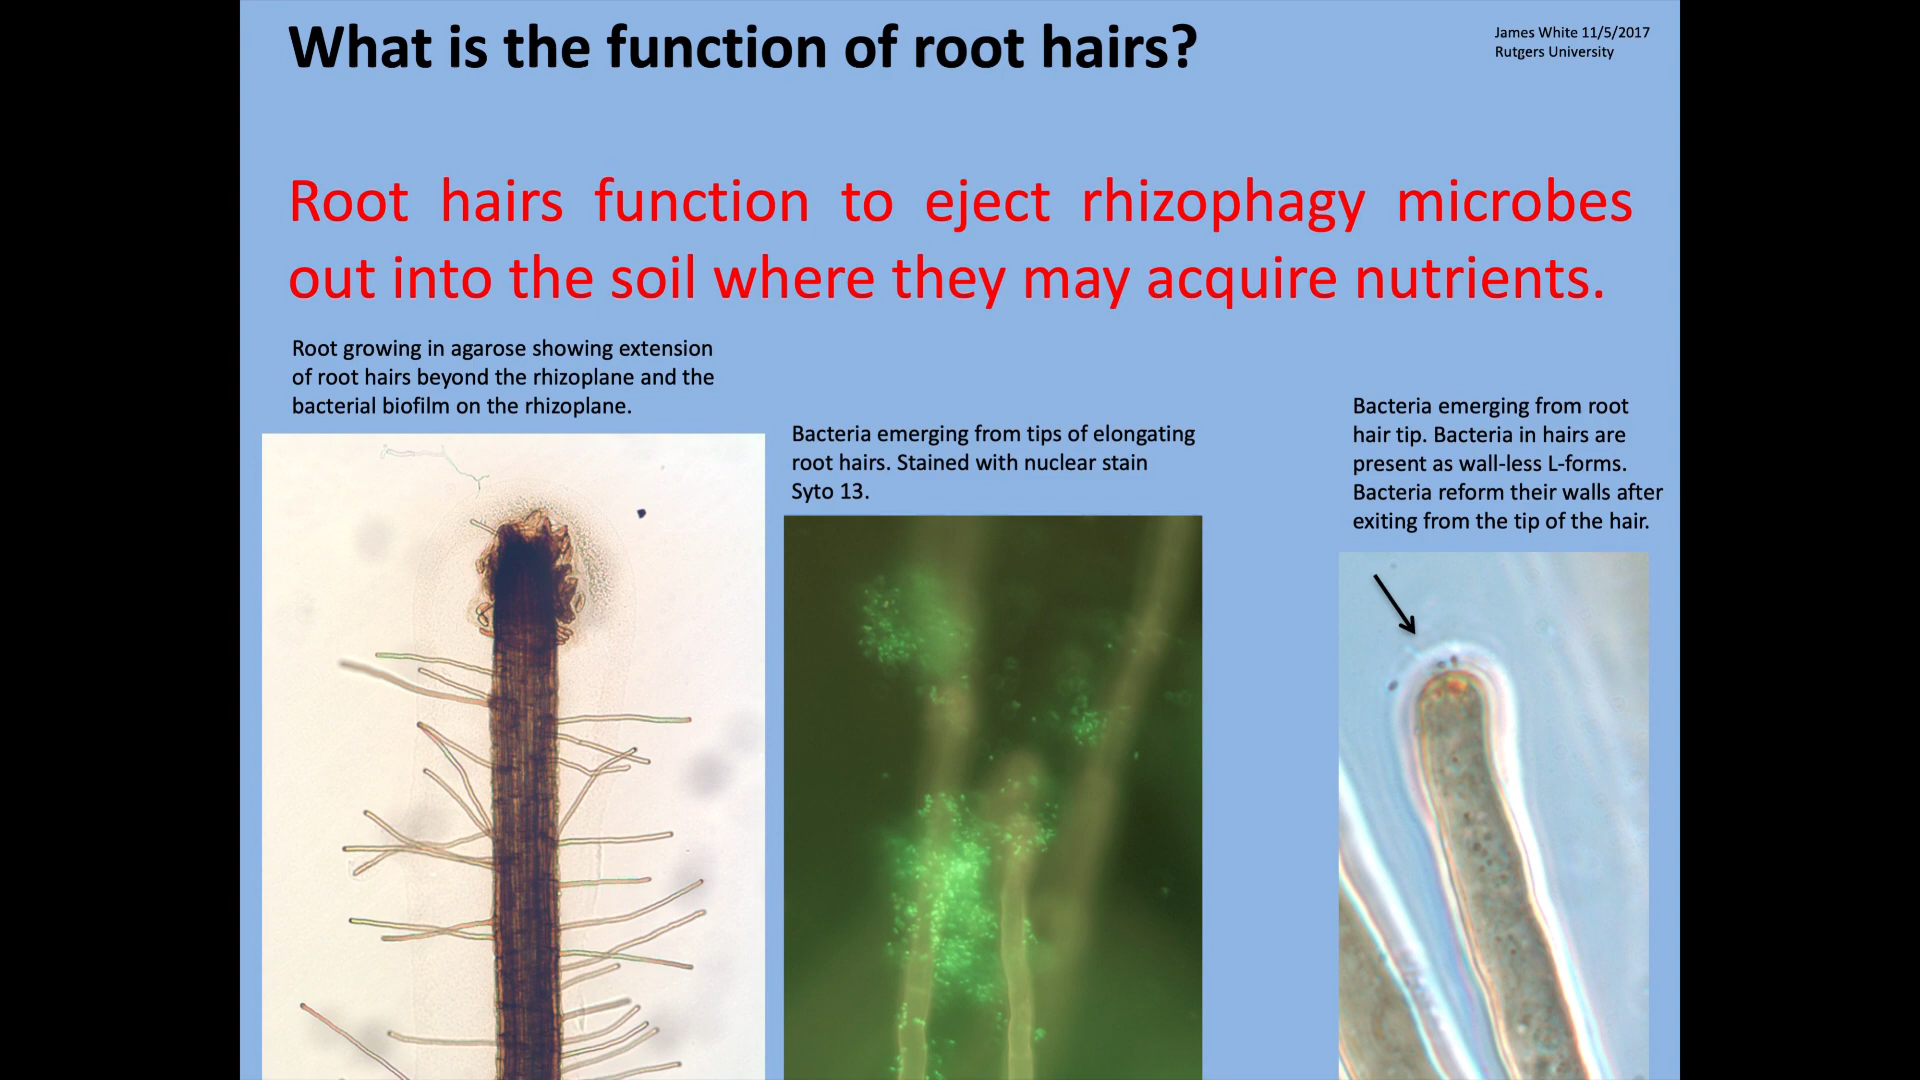 What is the function of root hairs?
James White 11/5/2017
Rutgers University
Root hairs function to eject rhizophagy microbes
out into the soil where they may acquire nutrients.
Root growing in agarose showing extension
of root hairs beyond the rhizoplane and the
bacterial biofilm on the rhizoplane.
Bacteria emerging from tips of elongating
root hairs. Stained with nuclear stain
Syto 13.
Bacteria emerging from root
hair tip. Bacteria in hairs are
present as wall-less L-forms.
Bacteria reform their walls after
exiting from the tip of the hair.